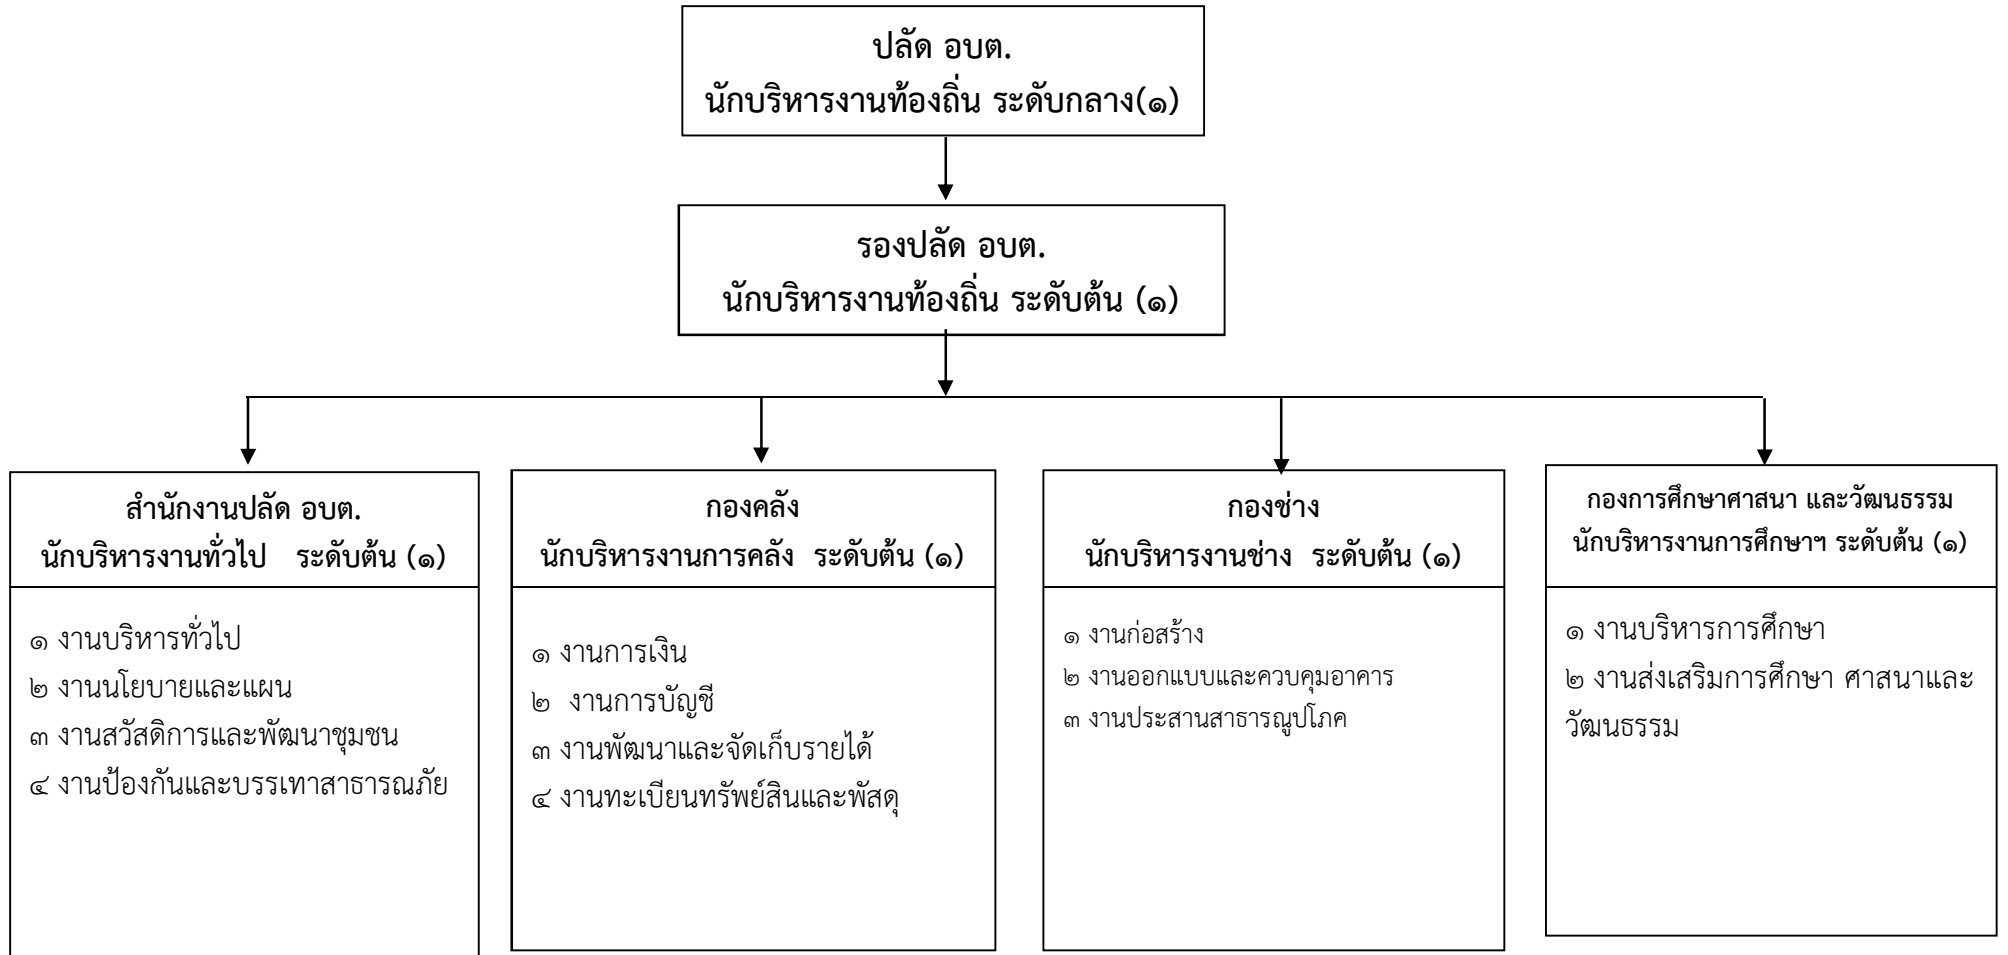 ปลัด อบต.
นักบริหารงานท้องถิ่น ระดับกลาง(๑)
รองปลัด อบต.
นักบริหารงานท้องถิ่น ระดับต้น (๑)
สำนักงานปลัด อบต.
นักบริหารงานทั่วไป ระดับต้น (๑)
๑ งานบริหารทั่วไป
๒ งานนโยบายและแผน
๓ งานสวัสดิการและพัฒนาชุมชน
๔ งานป้องกันและบรรเทาสาธารณภัย
กองคลัง
นักบริหารงานการคลัง ระดับต้น (๑)
๑ งานการเงิน
๒ งานการบัญชี
๓ งานพัฒนาและจัดเก็บรายได้
๔ งานทะเบียนทรัพย์สินและพัสดุ
กองช่าง
นักบริหารงานช่าง ระดับต้น (๑)
๑ งานก่อสร้าง
๒ งานออกแบบและควบคุมอาคาร
๓ งานประสานสาธารณูปโภค
กองการศึกษาศาสนา และวัฒนธรรม
นักบริหารงานการศึกษาฯ ระดับต้น (๑)
๑ งานบริหารการศึกษา
๒ งานส่งเสริมการศึกษา ศาสนาและ
วัฒนธรรม